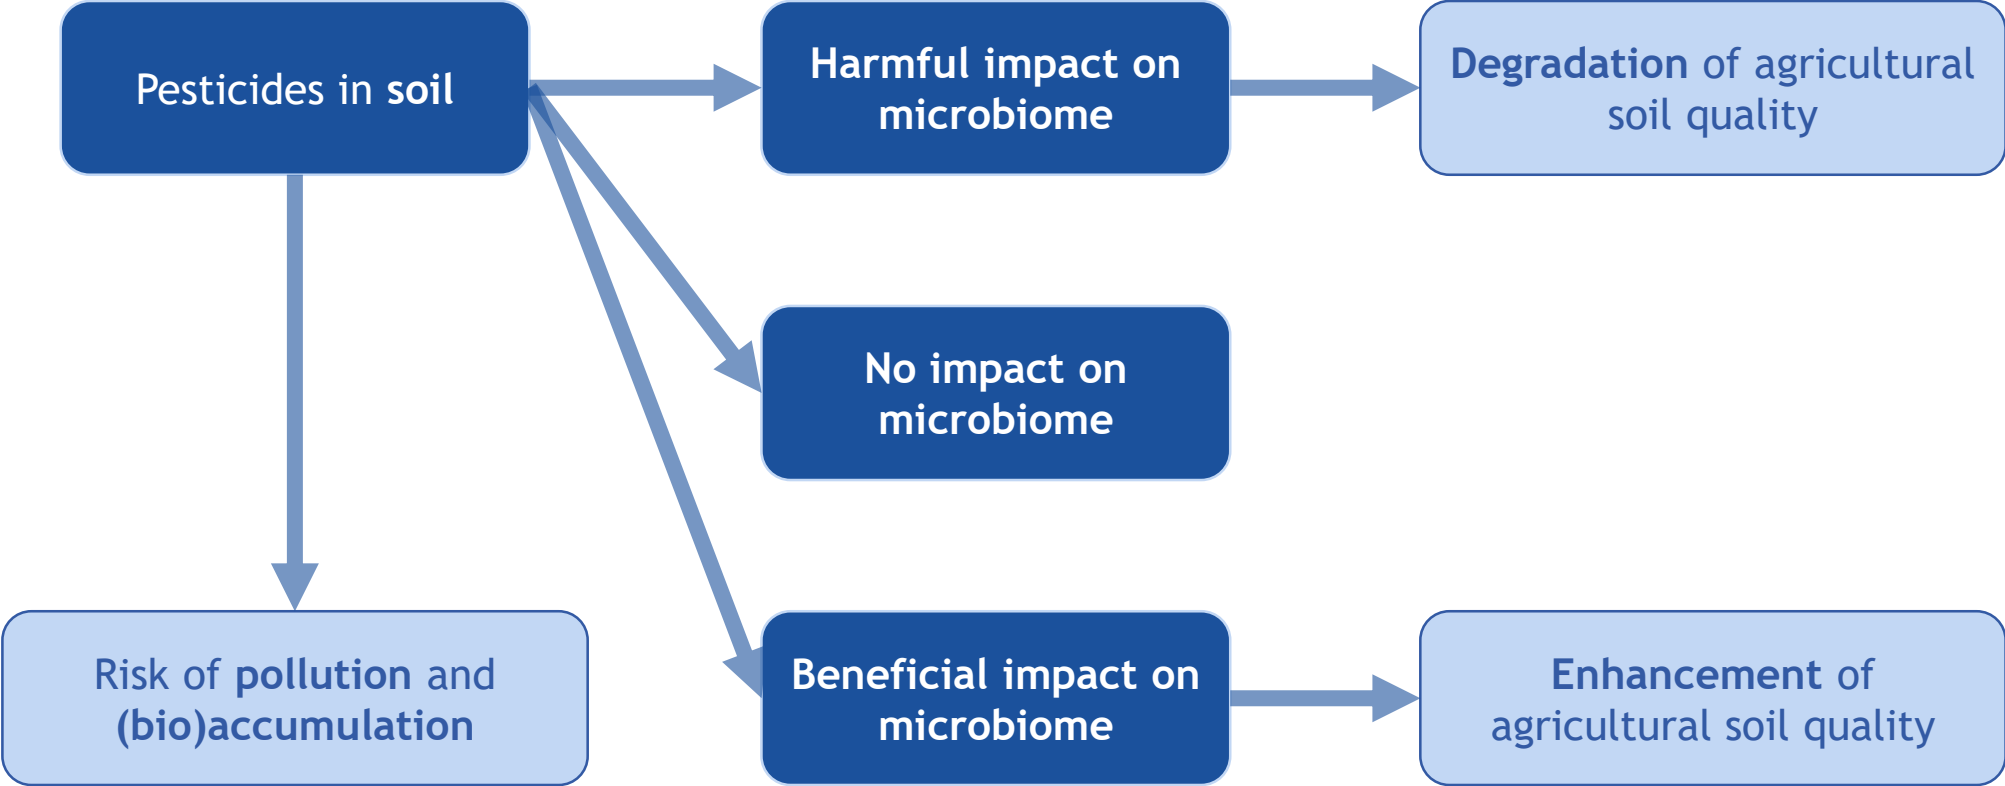 Pesticides in soil
Harmful impact on
microbiome
Degradation of agricultural
soil quality
No impact on
microbiome
Risk of pollution and
(bio)accumulation
Beneficial impact on
microbiome
Enhancement of
agricultural soil quality